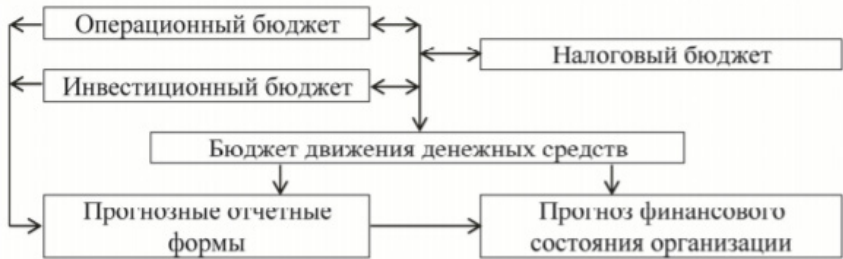 Операционный бюджет
Налоговый бюджет
Инвестиционный бюджет
Бюджет движения денежных средств
Прогнозные отчетные
формы
Прогноз финансового
состояния организации